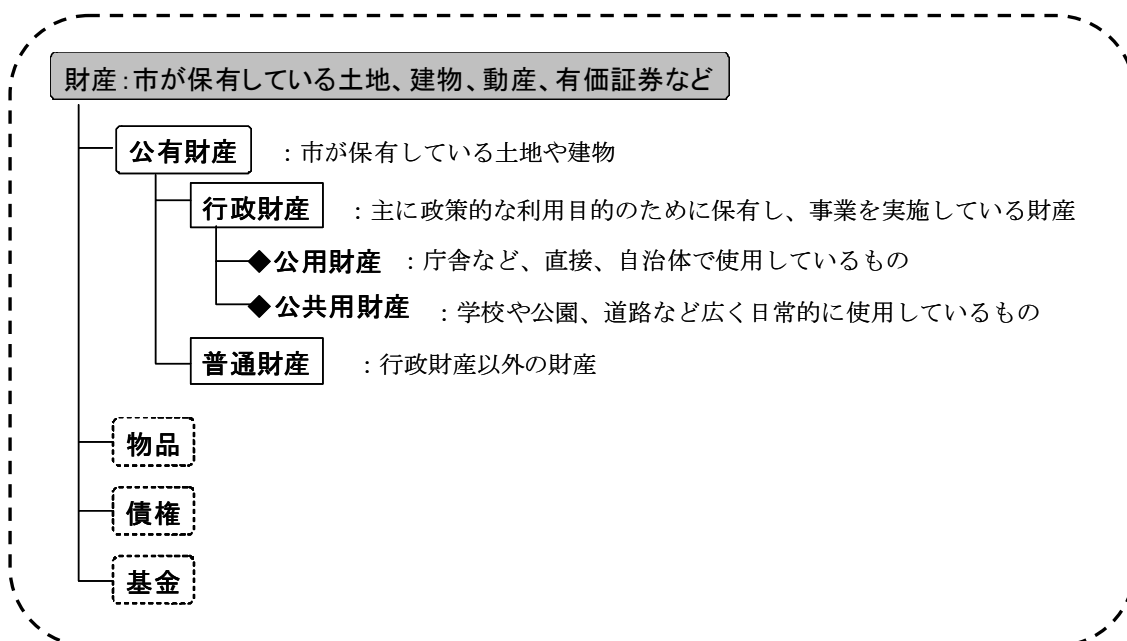 財産：市が保有している土地、建物、動産、有価証券など
公有財産 ：市が保有している土地や建物
行政財産 ：主に政策的な利用目的のために保有し、事業を実施している財産
◆公用財産 ：庁舎など、直接、自治体で使用しているもの
◆公共用財産 ：学校や公園、道路など広く日常的に使用しているもの
普通財産 ：行政財産以外の財産
物品
債権
基金